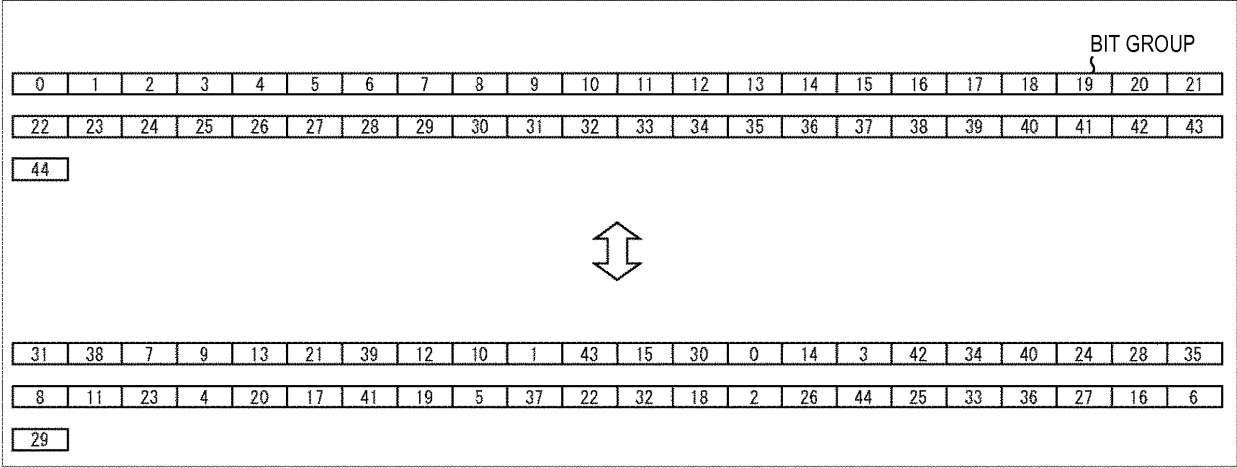 BIT GROUP
0 1 2 3 4 5 6 7 8 9 10 11 12 13 14 15 16 17 18 19 20 21
22 23 24 25 26 27 28 29 30 31 32 33 34 35 36 37 38 39 40 41 42 43
44
31 38 7 9 13 21 39 12 10 1 43 15 30 0 14 3 42 34 40 24 28 35
8 11 23 4 20 17 41 19 5 37 22 32 18 2 26 44 25 33 36 27 16 6
29